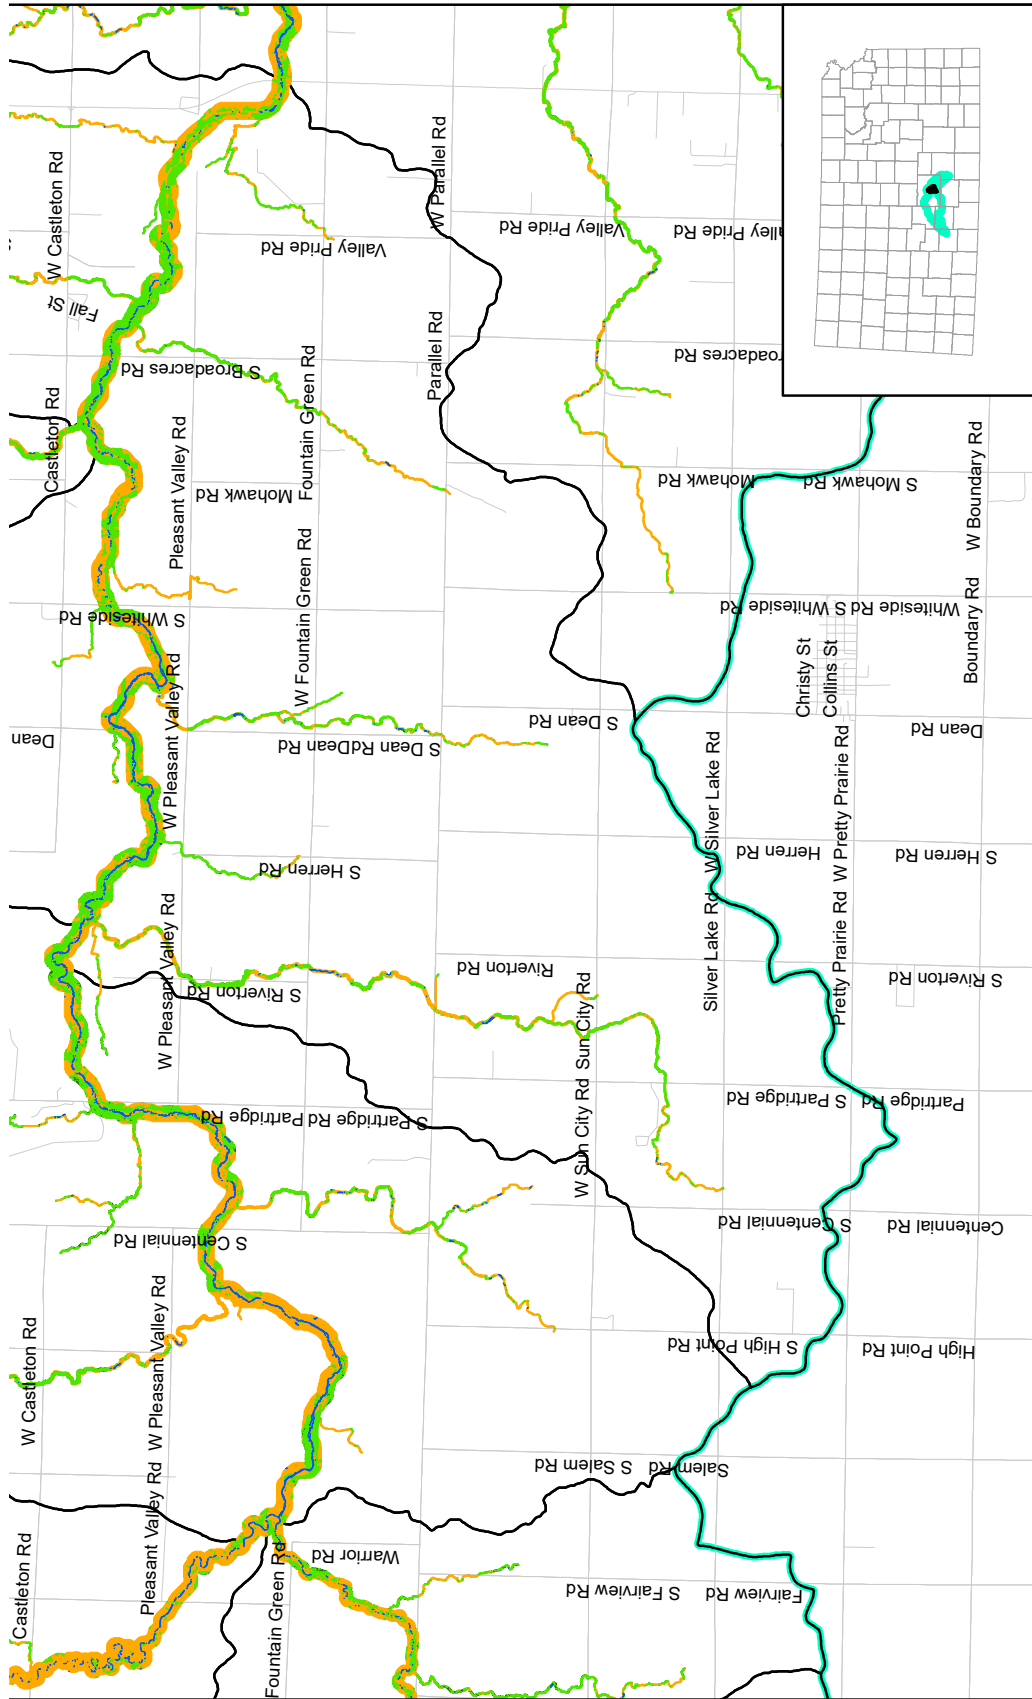 W Castleton Rd
W Parallel Rd
Valley Pride Rd
Valley Pride Rd
Valley Pride Rd
Fall St
S Broadacres Rd
Fountain Green Rd
Parallel Rd
roadacres Rd
Castleton Rd
Pleasant Valley Rd
Mohawk Rd
Mohawk Rd
S Mohawk Rd
W Boundary Rd
S Whiteside Rd
W Fountain Green Rd
S Whiteside Rd
Whiteside Rd
Boundary Rd
Christy St
Collins St
W Pleasant Valley Rd
Dean
Dean Rd
S Dean Rd
S Dean Rd
Dean Rd
W Silver Lake Rd
W Pretty Prairie Rd
S Herren Rd
Herren Rd
S Herren Rd
W Pleasant Valley Rd
Silver Lake Rd
Pretty Prairie Rd
S Riverton Rd
Riverton Rd
S Riverton Rd
Sun City Rd
W Sun City Rd
Partridge Rd
S Partridge Rd
S Partridge Rd
Partridge Rd
S Centennial Rd
S Centennial Rd
Centennial Rd
W Castleton Rd
W Pleasant Valley Rd
S High Point Rd
High Point Rd
Pleasant Valley Rd
S Salem Rd
Salem Rd
Castleton Rd
Fountain Green Rd
Warrior Rd
S Fairview Rd
Fairview Rd